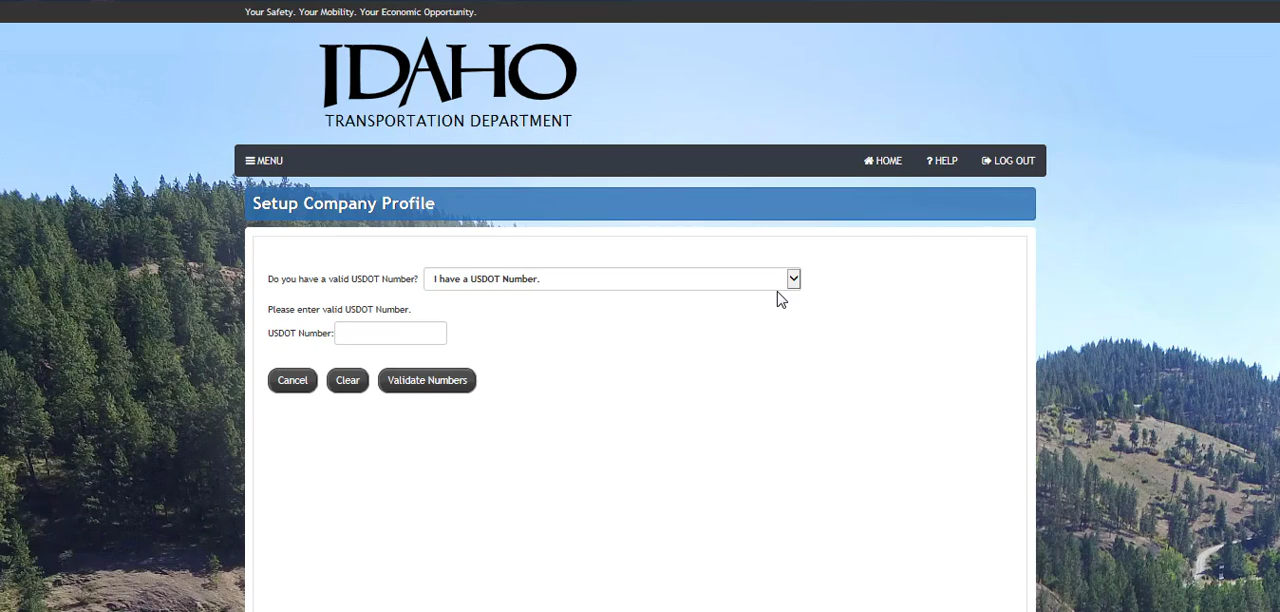 Your Safety. Your Mobility. Your Economic Opportunity.
IDAHO
TRANSPORTATION DEPARTMENT
MENU HOME ? HELP LOG OUT
Setup Company Profile
Do you have a valid USDOT Number? I have a USDOT Number.
Please enter valid USDOT Number.
USDOT Number:
Cancel Clear Validate Numbers